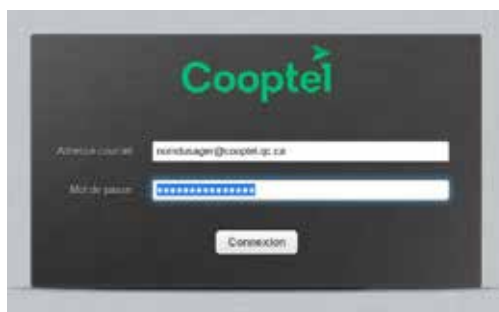 Cooptel
Adresse courriel
nomdusager@cooptel.qc.ca
Mot de passe
•••••••••••••••
Connexion